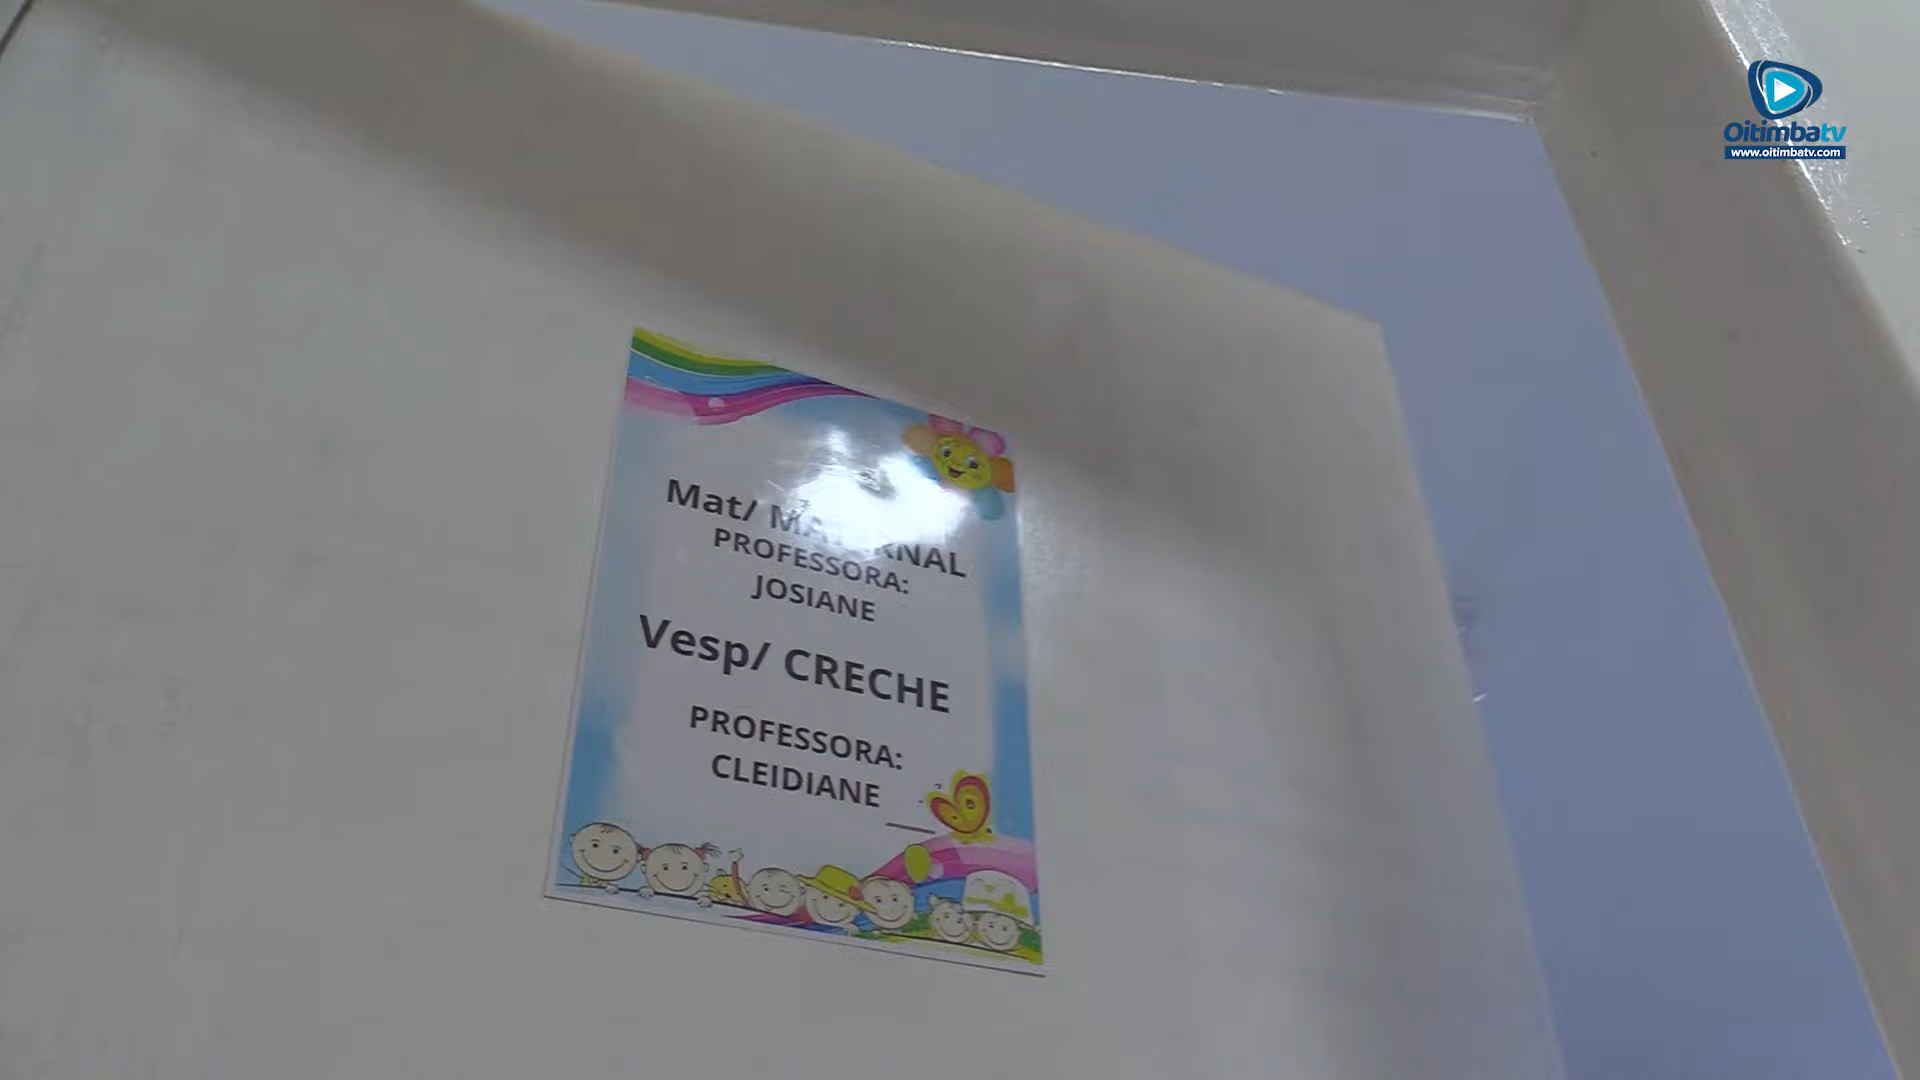 Oitimbatv
www.oitimbatv.com
Mat/
PROFESSORA:
JOSIANE
Vesp/ CRECHE
PROFESSORA:
CLEIDIANE